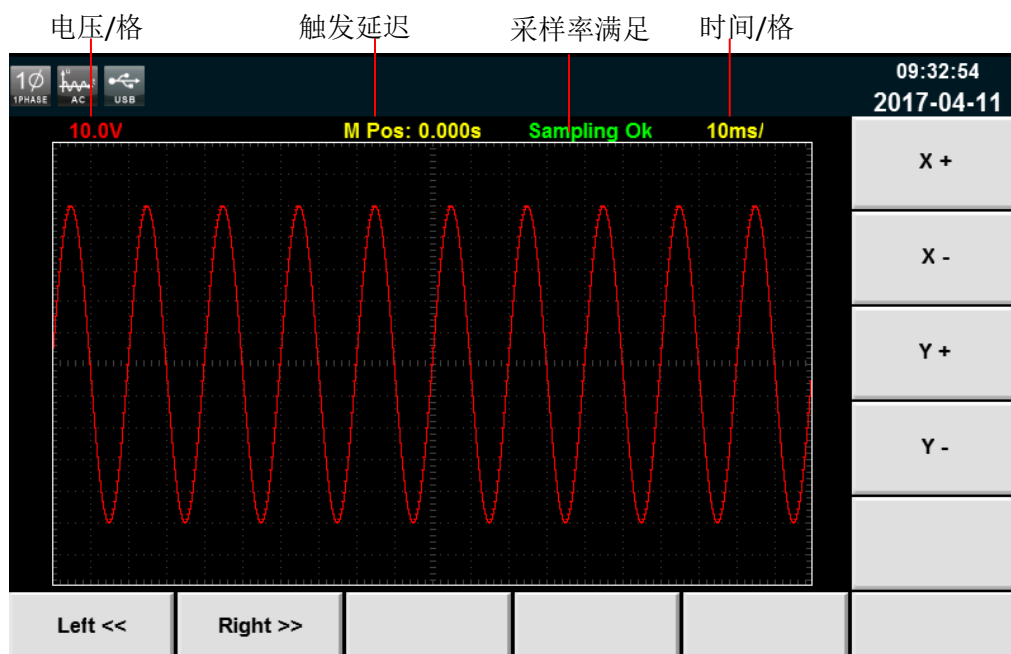 电压/格 触发延迟 采样率满足 时间/格
1Ø
1PHASE
U
AC
USB
09:32:54
2017-04-11
10.0V M Pos: 0.000s Sampling Ok 10ms/
X +
X -
Y +
Y -
Left << Right >>